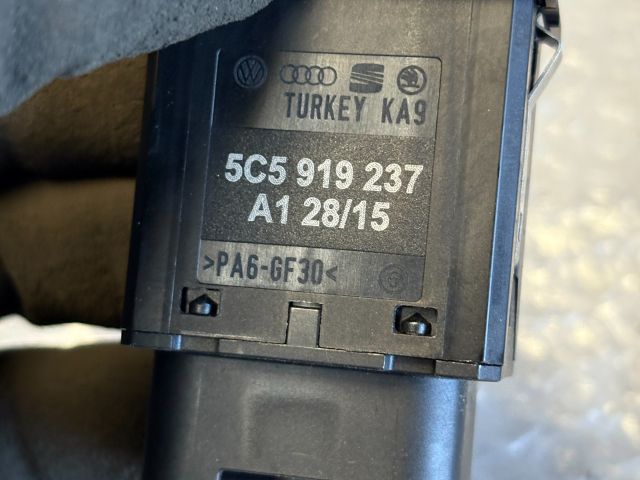 TURKEY KA9
5C5 919 237
A1 28/15
>PA6-GF30<